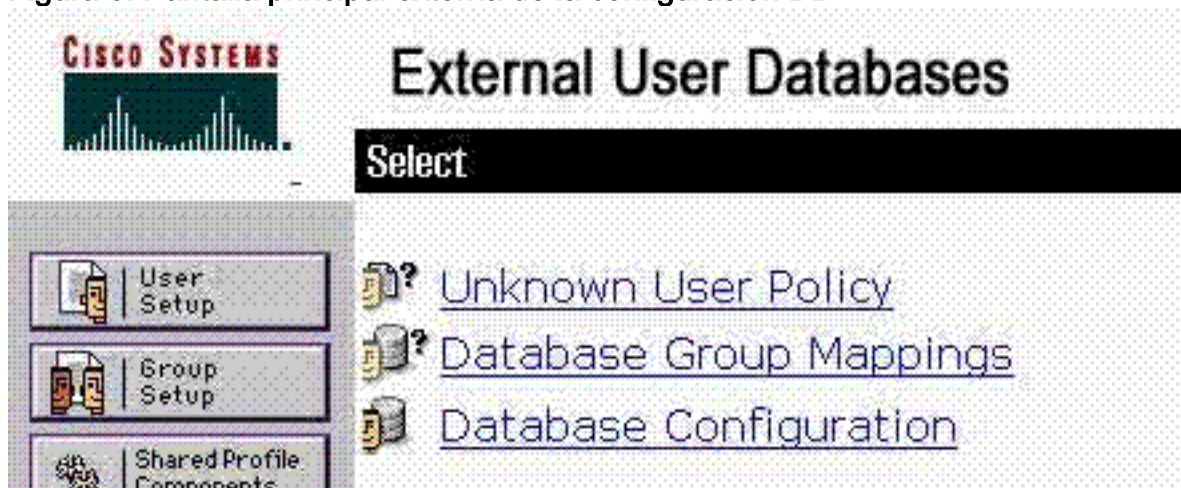 CISCO SYSTEMS
External User Databases
Select
User
Setup
Group
Setup
Shared Profile
Components
Unknown User Policy
Database Group Mappings
Database Configuration